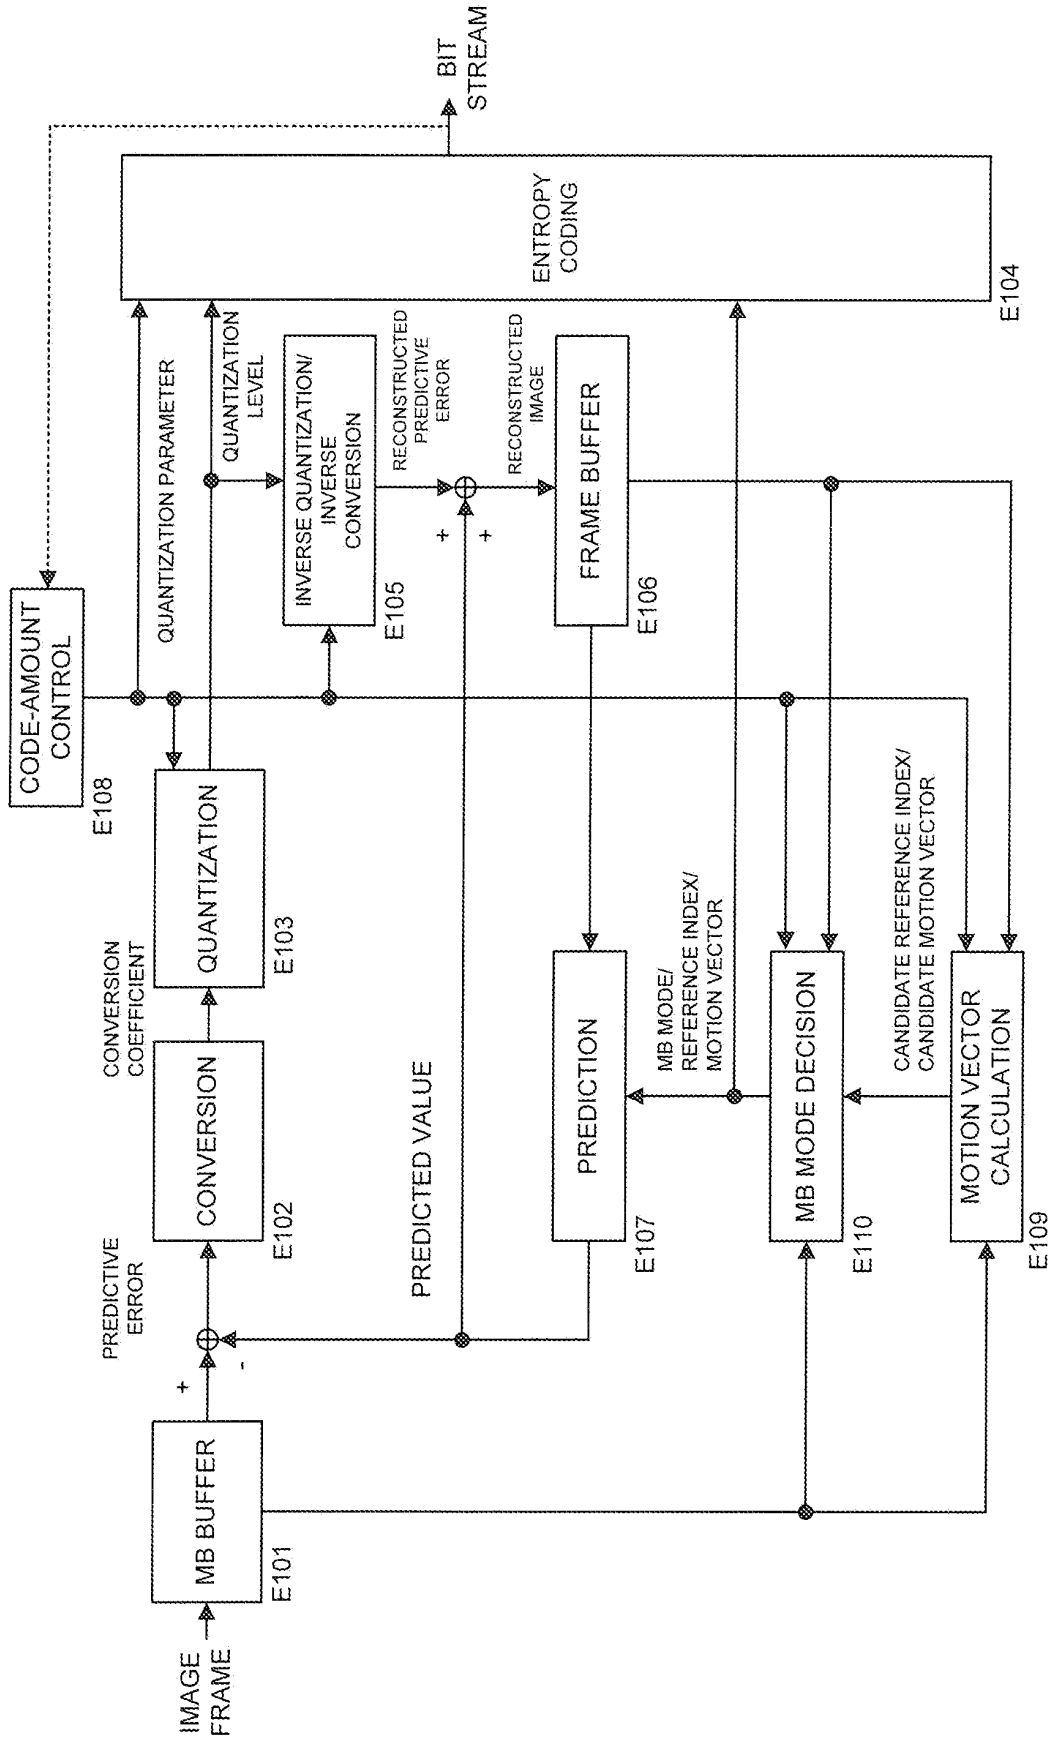 IMAGE
FRAME
MB BUFFER
E101
+
-
PREDICTIVE
ERROR
CONVERSION
E102
CONVERSION
COEFFICIENT
QUANTIZATION
E103
CODE-AMOUNT
CONTROL
E108
QUANTIZATION PARAMETER
QUANTIZATION
LEVEL
INVERSE QUANTIZATION/
INVERSE
CONVERSION
E105
RECONSTRUCTED
PREDICTIVE
ERROR
+
+
RECONSTRUCTED
IMAGE
FRAME BUFFER
E106
PREDICTED VALUE
PREDICTION
E107
MB MODE/
REFERENCE INDEX/
MOTION VECTOR
MB MODE DECISION
E110
CANDIDATE REFERENCE INDEX/
CANDIDATE MOTION VECTOR
MOTION VECTOR
CALCULATION
E109
ENTROPY
CODING
E104
BIT
STREAM